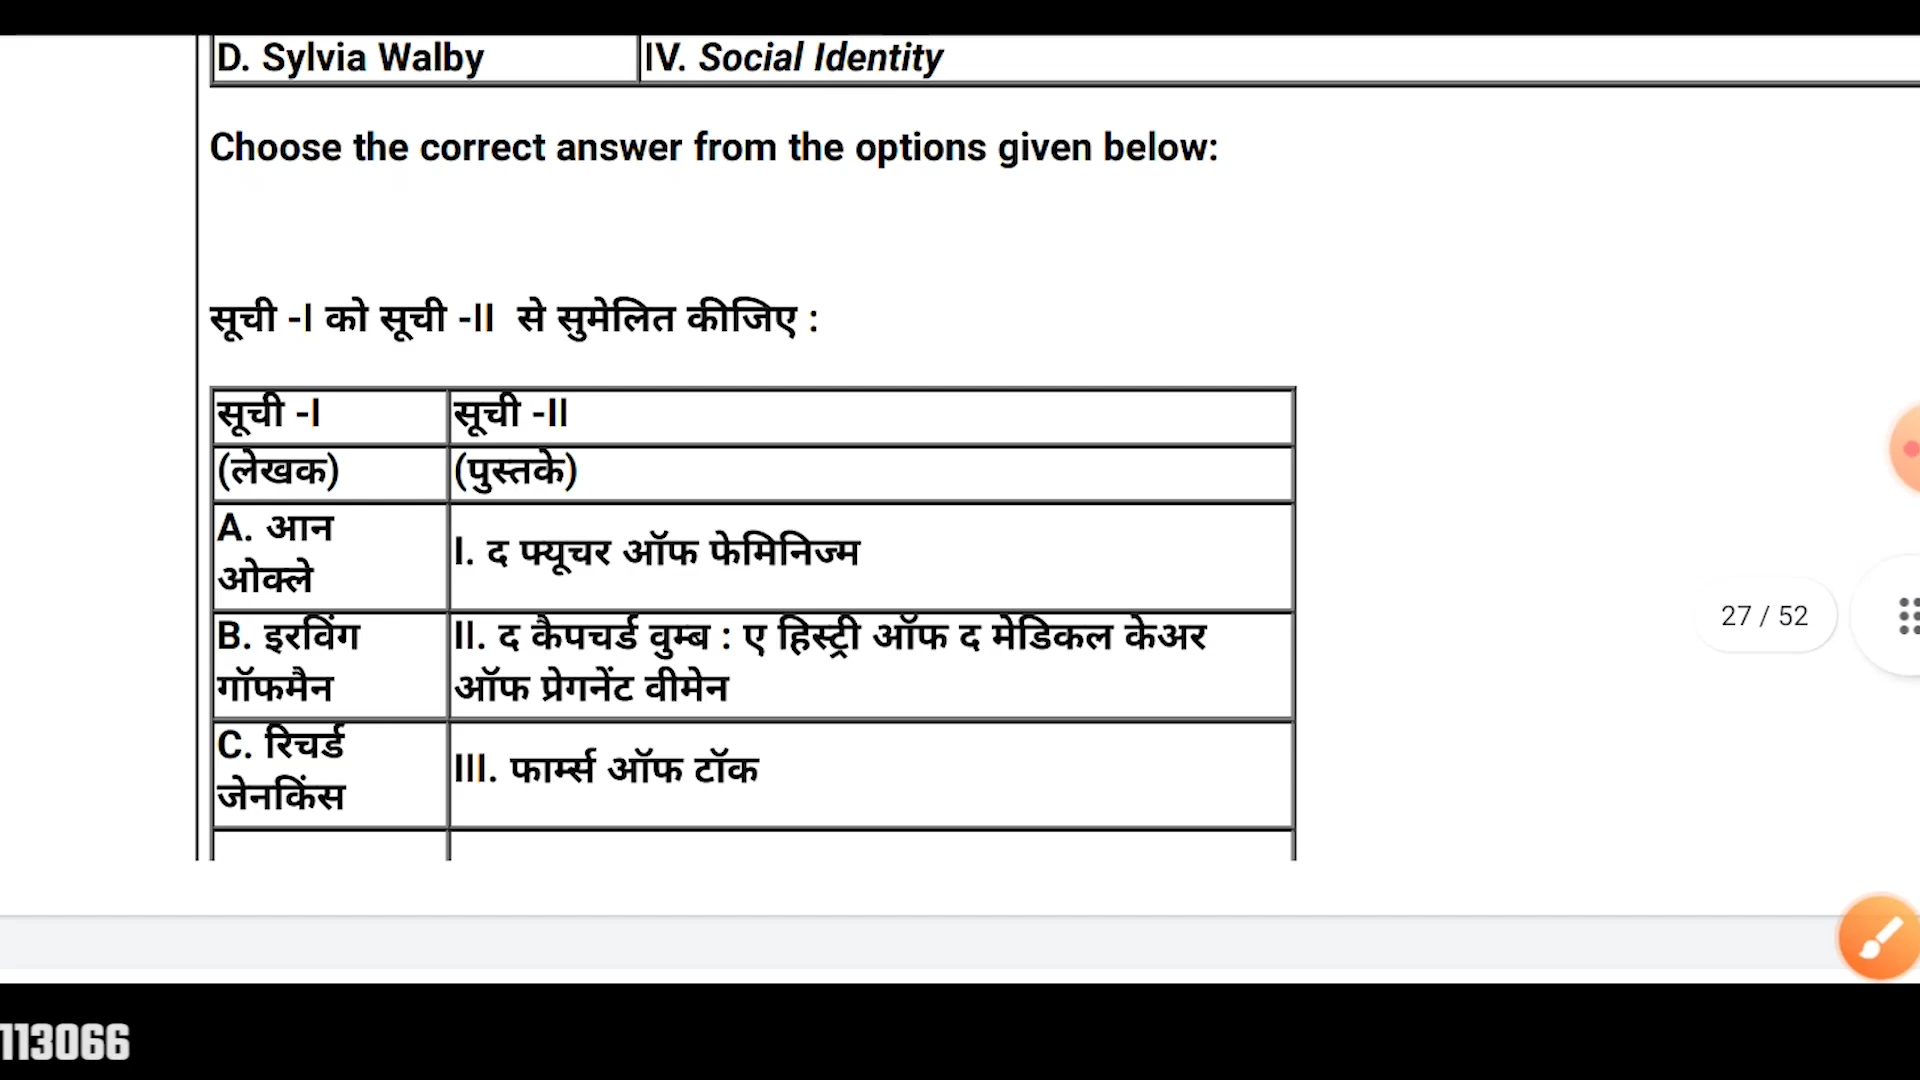 D. Sylvia Walby
IV. Social Identity
Choose the correct answer from the options given below:
सूची -I को सूची -II से सुमेलित कीजिए :
सूची -I
सूची -II
(लेखक)
(पुस्तके)
A. आन
ओक्ले
I. द फ्यूचर ऑफ फेमिनिज्म
B. इरविंग
गॉफमैन
II. द कैपचर्ड वुम्ब : ए हिस्ट्री ऑफ द मेडिकल केअर
ऑफ प्रेगनेंट वीमेन
C. रिचर्ड
जेनकिंस
III. फार्म्स ऑफ टॉक
27 / 52
113066